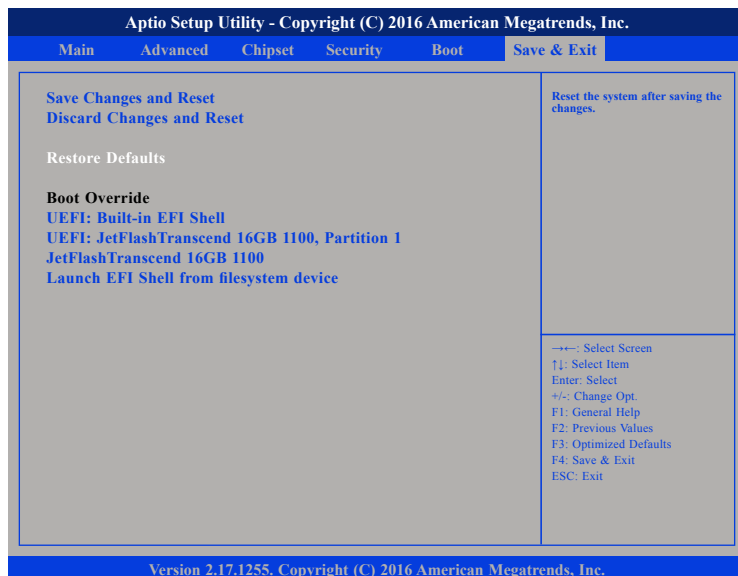 Aptio Setup Utility - Copyright (C) 2016 American Megatrends, Inc.
Main Advanced Chipset Security Boot Save & Exit
Save Changes and Reset
Discard Changes and Reset
Restore Defaults
Boot Override
UEFI: Built-in EFI Shell
UEFI: JetFlashTranscend 16GB 1100, Partition 1
JetFlashTranscend 16GB 1100
Launch EFI Shell from filesystem device
Reset the system after saving the
changes.
→←: Select Screen
↑↓: Select Item
Enter: Select
+/-: Change Opt.
F1: General Help
F2: Previous Values
F3: Optimized Defaults
F4: Save & Exit
ESC: Exit
Version 2.17.1255. Copyright (C) 2016 American Megatrends, Inc.